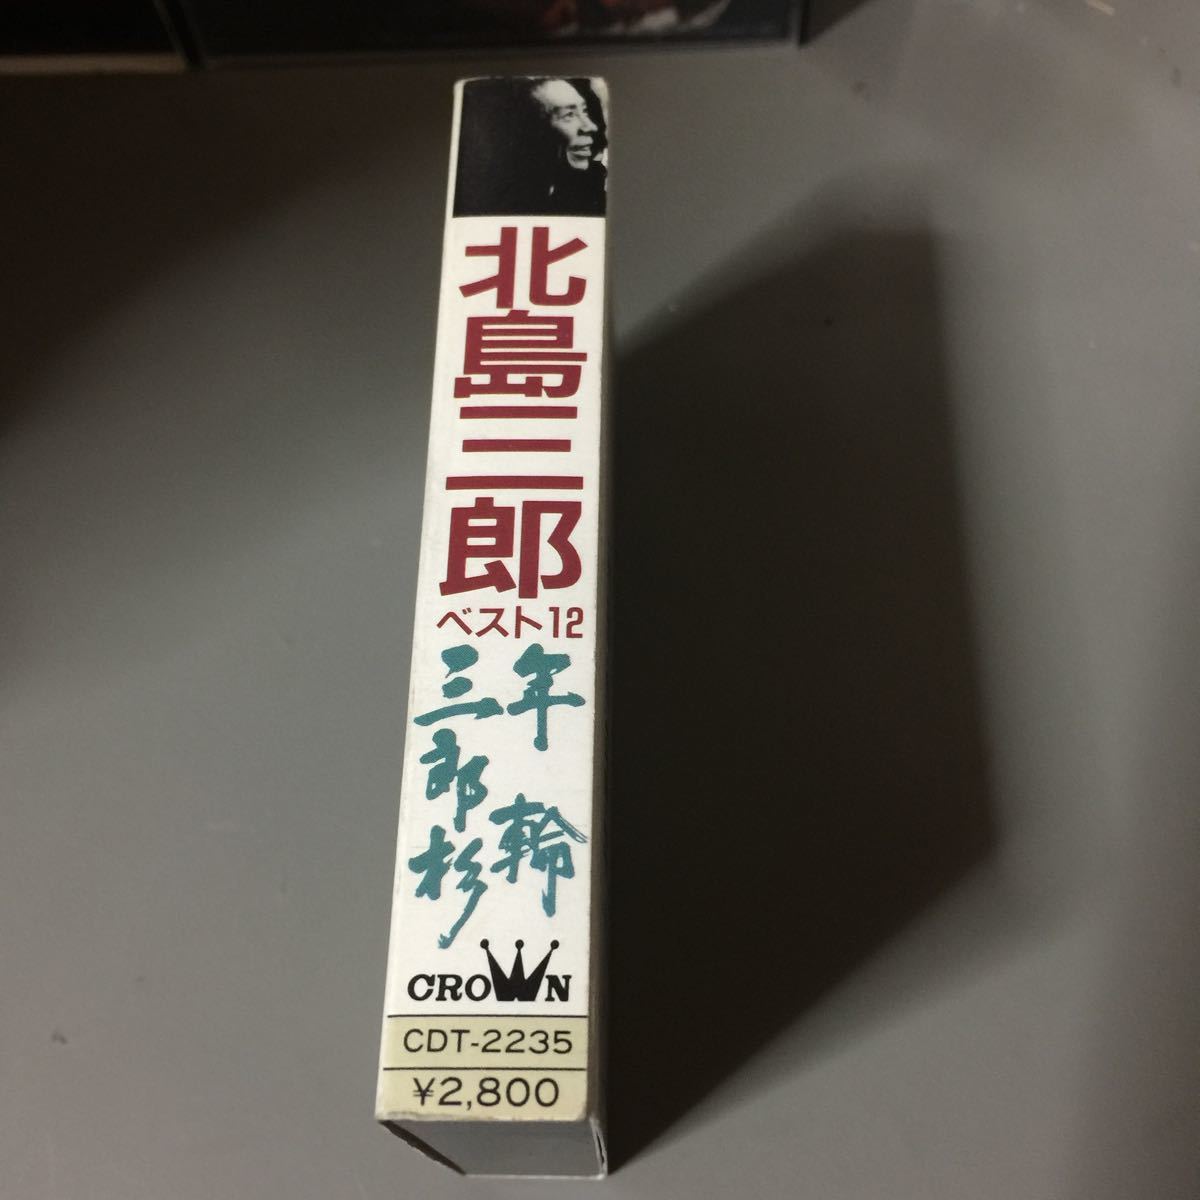 北島三郎
ベスト12
年輪
三郎杉
CROWN
CDT-2235
¥2,800